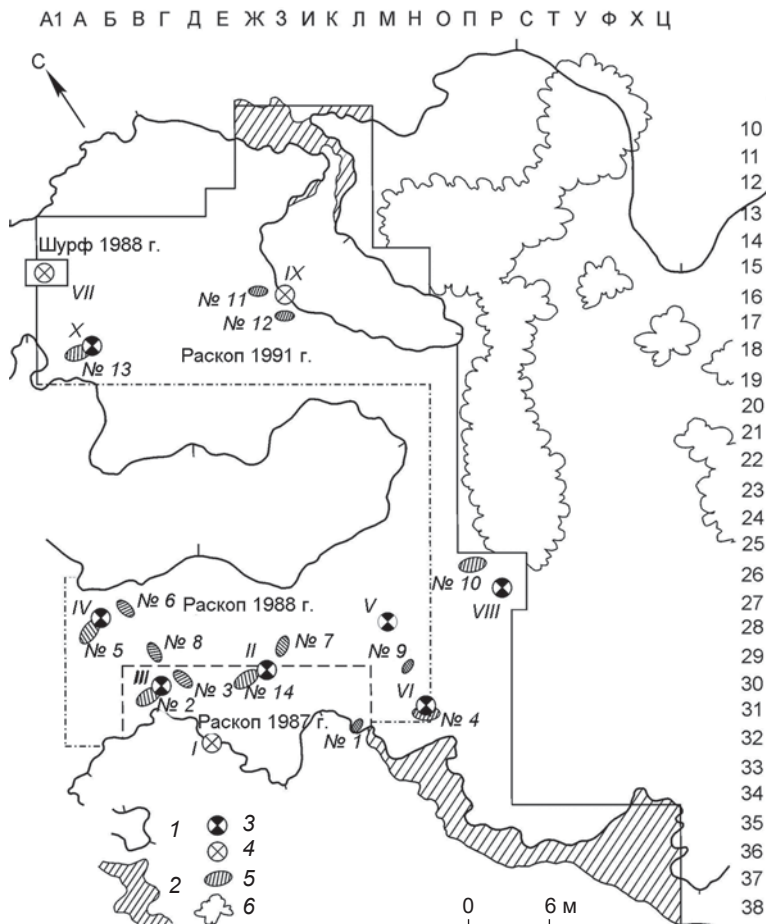 А1 А Б В Г Д Е Ж З И К Л М Н О П Р С Т У Ф Х Ц
С
10
11
12
13
14
Шурф 1988 г.
15
IX
VII
№ 11
16
№ 12
17
X
18
№ 13
Раскоп 1991 г.
19
20
21
22
23
24
25
26
№ 10
№ 6
Раскоп 1988 г.
27
IV
V
VIII
28
№ 5
№ 8
№ 7
№ 9
29
II
III
VI
30
№ 3
№ 14
№ 2
31
№ 4
Раскоп 1987 г.
№ 1
32
I
33
34
1
3
35
4
36
2
5
37
6
0
6 м
38